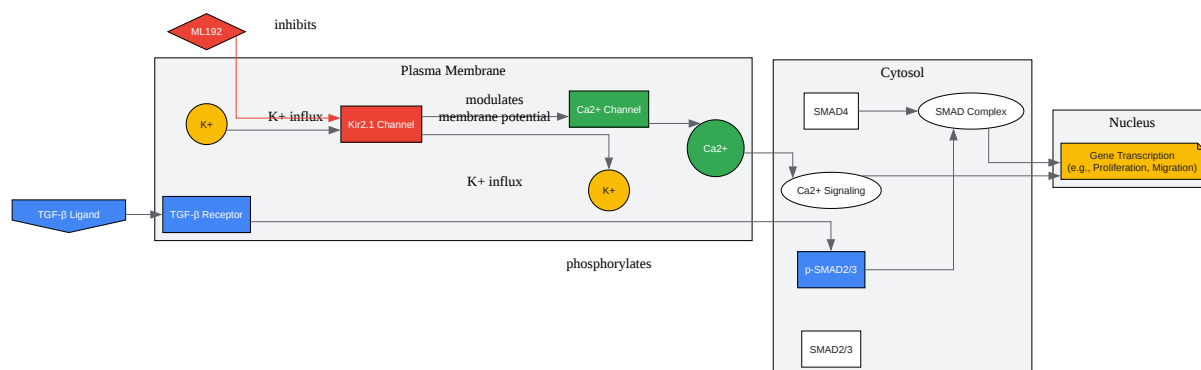 ML192
inhibits
Plasma Membrane
K+
K+ influx
Kir2.1 Channel
modulates
membrane potential
Ca2+ Channel
Ca2+
K+ influx
K+
TGF-β Ligand
TGF-β Receptor
phosphorylates
Cytosol
SMAD4
SMAD Complex
Ca2+ Signaling
p-SMAD2/3
SMAD2/3
Nucleus
Gene Transcription
(e.g., Proliferation, Migration)